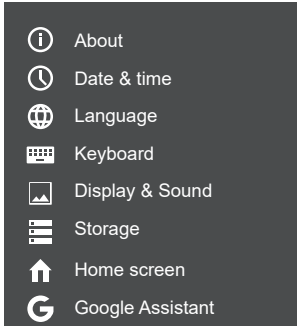 About
Date & time
Language
Keyboard
Display & Sound
Storage
Home screen
Google Assistant